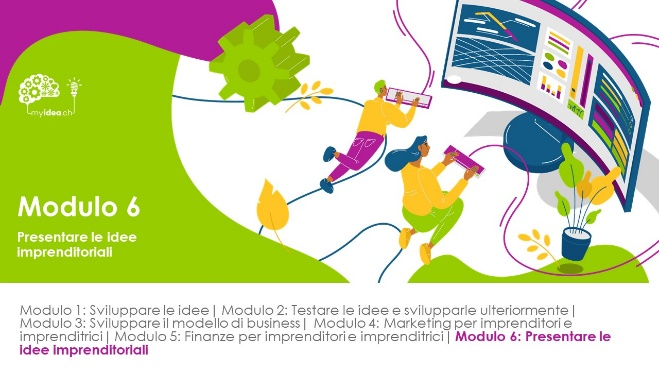 myidea.ch
Modulo 6
Presentare le idee
imprenditoriali
Modulo 1: Sviluppare le idee| Modulo 2: Testare le idee e svilupparle ulteriormente|
Modulo 3: Sviluppare il modello di business| Modulo 4: Marketing per imprenditori e
imprenditrici| Modulo 5: Finanze per imprenditori e imprenditrici| Modulo 6: Presentare le
idee imprenditoriali